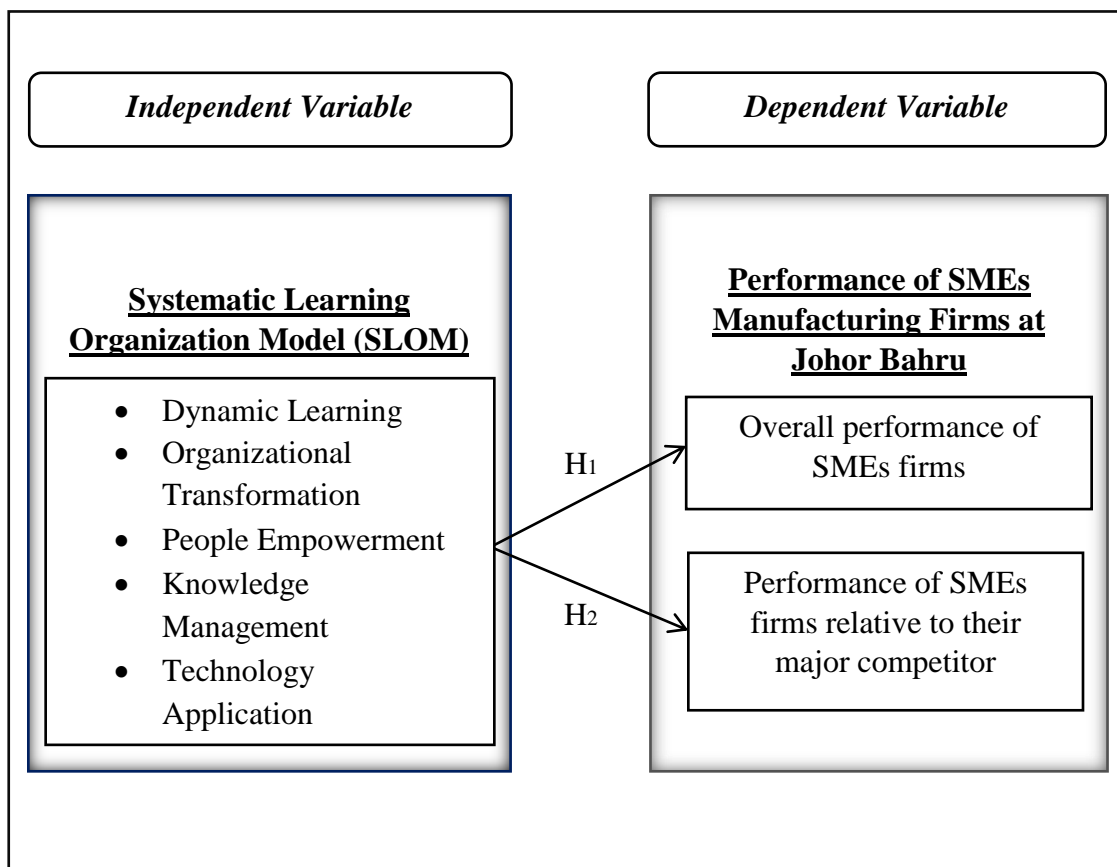 Independent Variable
Dependent Variable
Systematic Learning
Organization Model (SLOM)
• Dynamic Learning
• Organizational
Transformation
• People Empowerment
• Knowledge
Management
• Technology
Application
H1
H2
Performance of SMEs
Manufacturing Firms at
Johor Bahru
Overall performance of
SMEs firms
Performance of SMEs
firms relative to their
major competitor